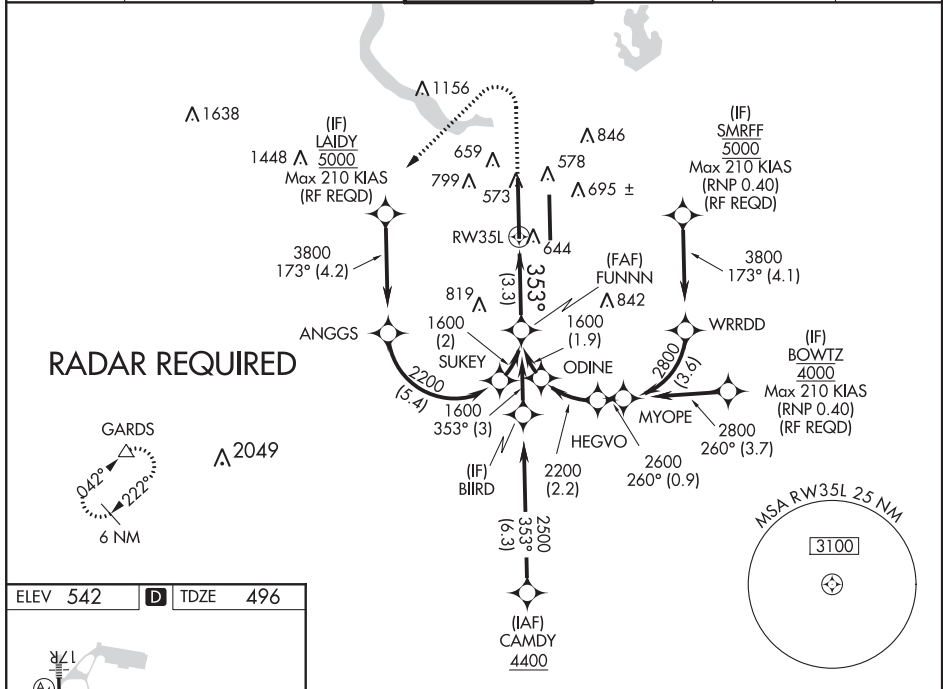 1156
1638
(IF)
LAIDY
5000
Max 210 KIAS
(RF REQD)
1448
846
659
578
799
573
695 ±
(IF)
SMRFF
5000
Max 210 KIAS
(RNP 0.40)
(RF REQD)
RW35L
644
3800
173° (4.2)
353°
(3.3)
(FAF)
FUNNN
842
3800
173° (4.1)
819
ANGGS
1600
(2)
1600
(1.9)
WRRDD
SUKEY
ODINE
2800
(3.6)
(IF)
BOWTZ
4000
Max 210 KIAS
(RNP 0.40)
(RF REQD)
RADAR REQUIRED
2200
(5.4)
1600
353° (3)
MYOPE
HEGVO
2800
260° (3.7)
2600
260° (0.9)
2200
(2.2)
(IF)
BIIRD
GARDS
042°
222°
6 NM
2049
2500
353°
(6.3)
(IAF)
CAMDY
4400
MSA RW35L 25 NM
3100
ELEV 542 D TDZE 496
17R
A